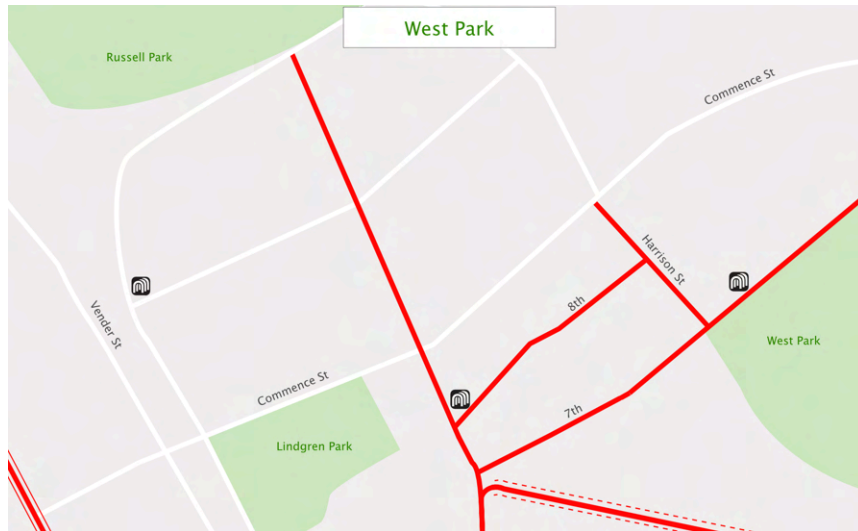 West Park
Russell Park
Commence St
Harrison St
Vender St
8th
West Park
Commence St
7th
Lindgren Park